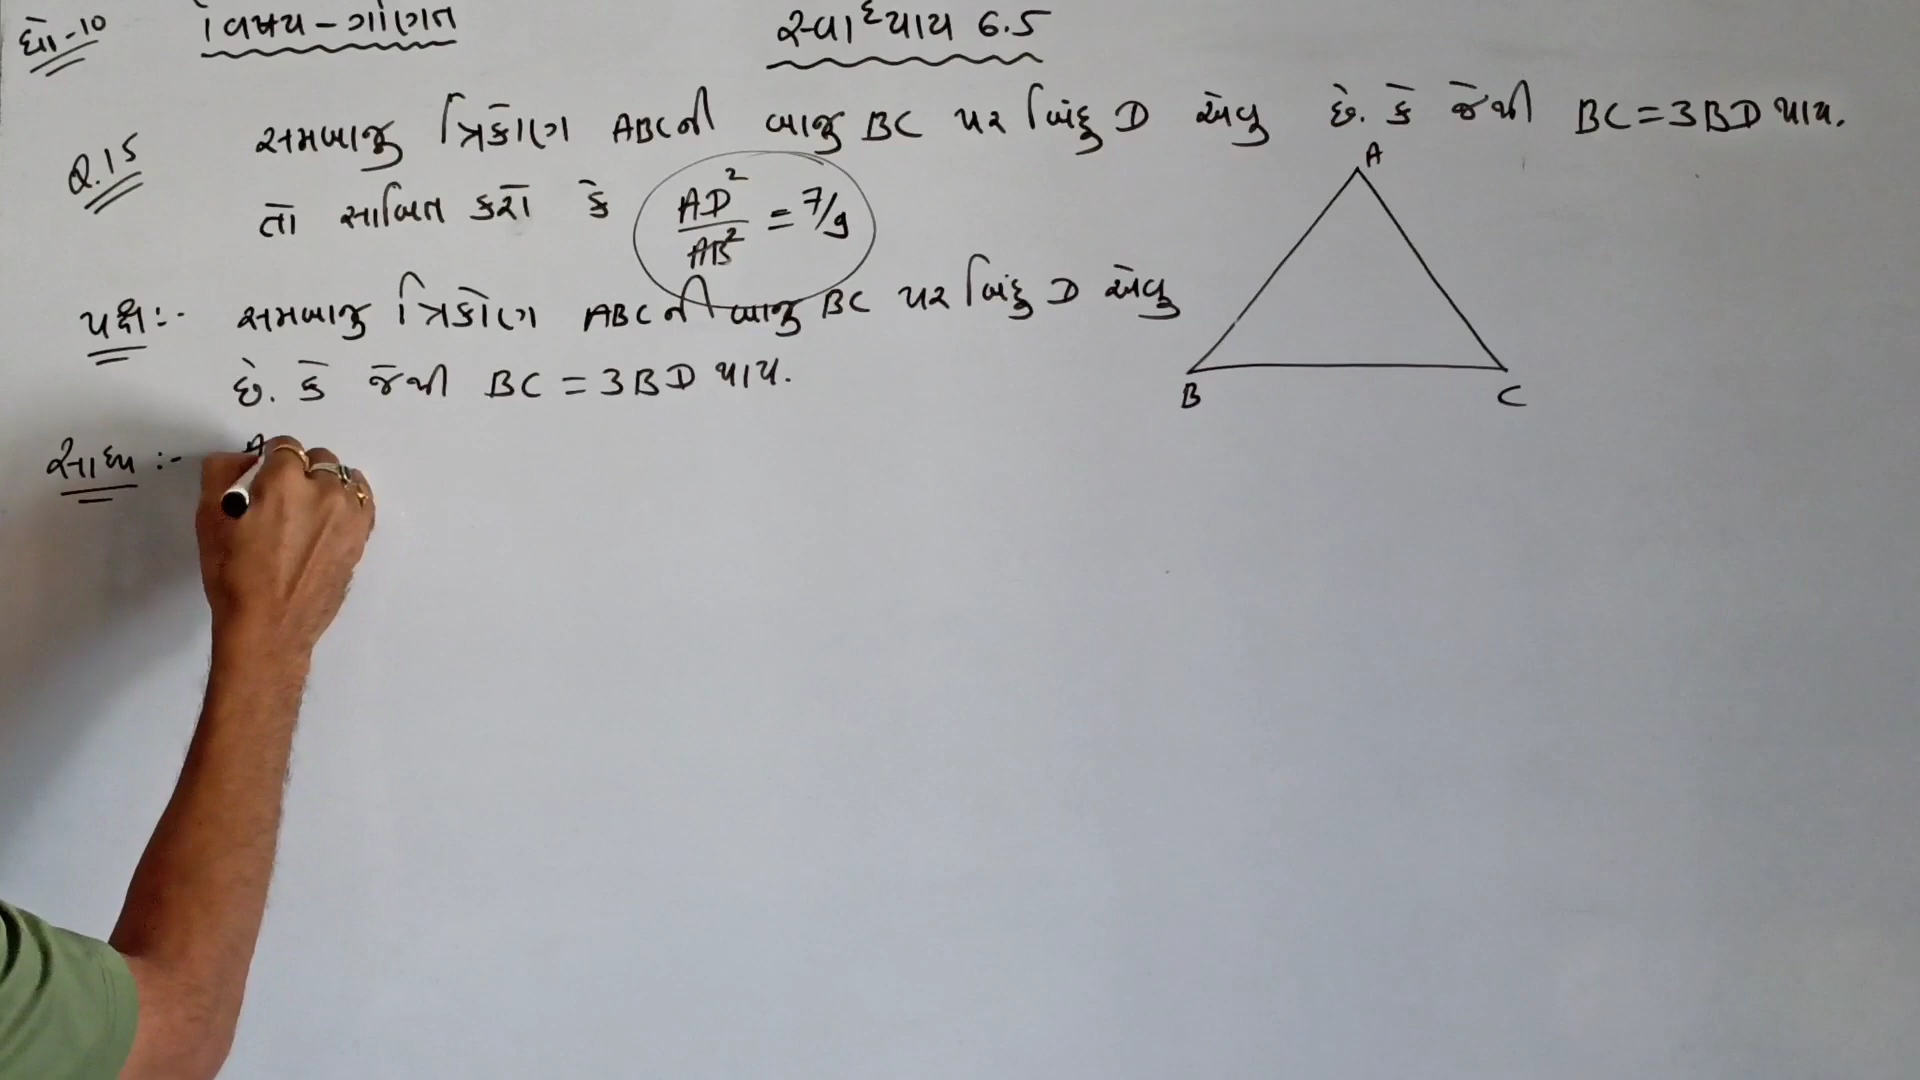 ધો-10 વિષય - ગણિત સ્વાધ્યાય 6.5
Q.15 સમબાજુ ત્રિકોણ ABCની બાજુ BC પર બિંદુ D એવુ છે. કે જેથી BC = 3BD થાય.
તો સાબિત કરો કે AD²/AB² = 7/9
પક્ષ :- સમબાજુ ત્રિકોણ ABCની બાજુ BC પર બિંદુ D એવુ
છે. કે જેથી BC = 3BD થાય.
સાધ્ય :- A
A
B
C